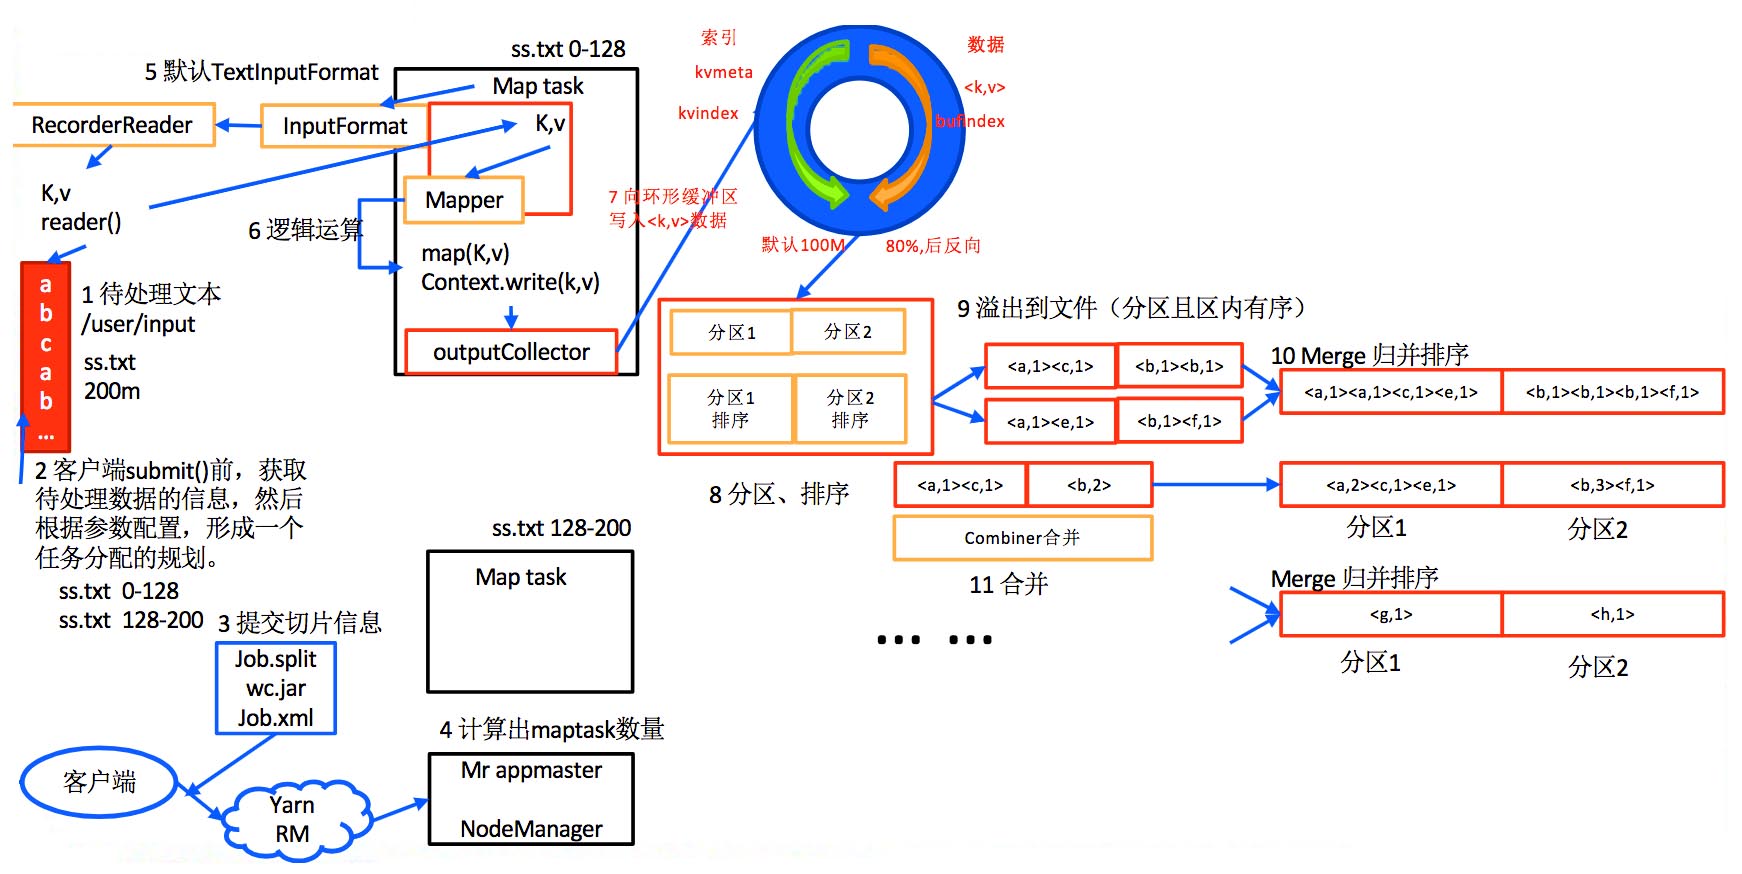 ss.txt 0-128
5 默认TextInputFormat
Map task
RecorderReader
InputFormat
K,v
Mapper
K,v
reader()
6 逻辑运算
map(K,v)
Context.write(k,v)
outputCollector
a
b
c
a
b
...
1 待处理文本
/user/input
ss.txt
200m
2 客户端submit()前，获取
待处理数据的信息，然后
根据参数配置，形成一个
任务分配的规划。
ss.txt 0-128
ss.txt 128-200
3 提交切片信息
Job.split
wc.jar
Job.xml
客户端
Yarn
RM
ss.txt 128-200
Map task
4 计算出maptask数量
Mr appmaster
NodeManager
索引
kvmeta
kvindex
数据
<k,v>
bufindex
7 向环形缓冲区
写入<k,v>数据
默认100M
80%,后反向
分区1
分区2
分区1
排序
分区2
排序
8 分区、排序
9 溢出到文件（分区且区内有序）
<a,1><c,1>
<b,1><b,1>
<a,1><e,1>
<b,1><f,1>
10 Merge 归并排序
<a,1><a,1><c,1><e,1>
<b,1><b,1><b,1><f,1>
<a,1><c,1>
<b,2>
Combiner合并
11 合并
<a,2><c,1><e,1>
<b,3><f,1>
分区1
分区2
... ...
Merge 归并排序
<g,1>
<h,1>
分区1
分区2